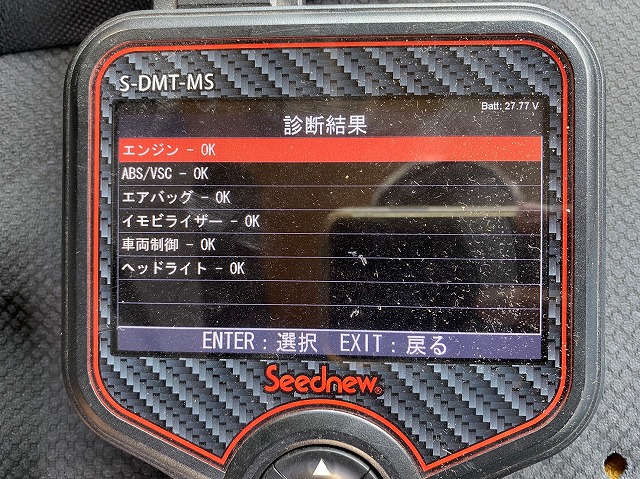 S-DMT-MS
Batt: 27.77 V
診断結果
エンジン - OK
ABS/VSC - OK
エアバッグ - OK
イモビライザー - OK
車両制御 - OK
ヘッドライト - OK
ENTER : 選択 EXIT : 戻る
Seednew®